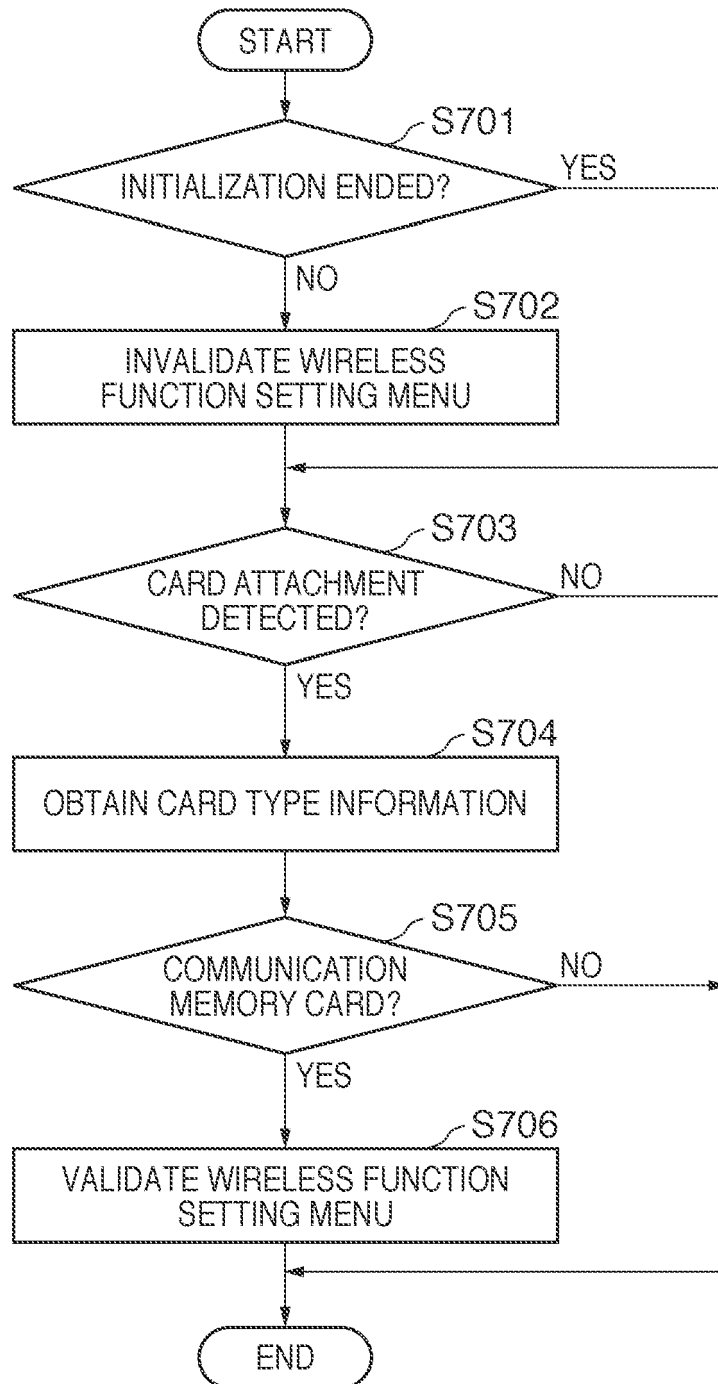 START
S701
INITIALIZATION ENDED?
YES
NO
S702
INVALIDATE WIRELESS
FUNCTION SETTING MENU
S703
CARD ATTACHMENT
DETECTED?
NO
YES
S704
OBTAIN CARD TYPE INFORMATION
S705
COMMUNICATION
MEMORY CARD?
NO
YES
S706
VALIDATE WIRELESS FUNCTION
SETTING MENU
END